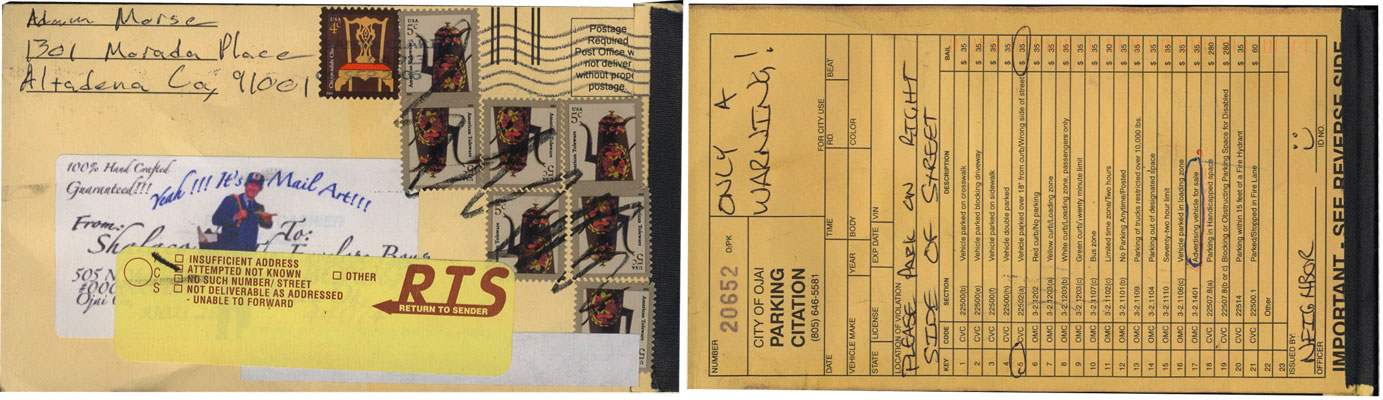 Adam Morse
1301 Morada Place
Altadena Ca, 91001
USA 4¢
USA 5¢
American Toleware
Postage
Required
Post Office w
not deliver
without prope
postage.
100% Hand Crafted
Guaranteed!!!
Yeah!!! It's Mail Art!!!
From:
To:
505 N
Ojai
C
S
INSUFFICIENT ADDRESS
ATTEMPTED NOT KNOWN
OTHER
NO SUCH NUMBER/ STREET
NOT DELIVERABLE AS ADDRESSED
- UNABLE TO FORWARD
RTS
RETURN TO SENDER
NUMBER 20652 D/PK
CITY OF OJAI
PARKING
CITATION
(805) 646-5581
ONLY A
WARNING!
FOR CITY USE
DATE TIME RD. BEAT
VEHICLE MAKE YEAR BODY COLOR
STATE LICENSE EXP DATE VIN
LOCATION OF VIOLATION
PLEASE PARK ON RIGHT
SIDE OF STREET
KEY CODE SECTION DESCRIPTION BAIL
1 CVC 22500(b) Vehicle parked on crosswalk $ 35
2 CVC 22500(e) Vehicle parked blocking driveway $ 35
3 CVC 22500(f) Vehicle parked on sidewalk $ 35
4 CVC 22500(h) Vehicle double parked $ 35
5 CVC 22502(a) Vehicle parked over 18" from curb/Wrong side of street $ 35
6 OMC 3-2.1202 Red curb/No parking $ 35
7 OMC 3-2.1203(a) Yellow curb/Loading zone $ 35
8 OMC 3-2.1203(b) White curb/Loading zone, passengers only $ 35
9 OMC 3-2.1203(c) Green curb/Twenty minute limit $ 35
10 OMC 3-2.1107(c) Bus zone $ 35
11 OMC 3-2.1102(c) Limited time zone/Two hours $ 30
12 OMC 3-2.1101(b) No Parking Anytime/Posted $ 35
13 OMC 3-2.1109 Parking of trucks restricted over 10,000 lbs. $ 35
14 OMC 3-2.1104 Parking out of designated space $ 35
15 OMC 3-2.1110 Seventy-two hour limit $ 35
16 OMC 3-2.1106(c) Vehicle parked in loading zone $ 35
17 OMC 3-2.1401 Advertising vehicle for sale $ 35
18 CVC 22507.8(a) Parking in Handicapped space $ 280
19 CVC 22507.8(b or c) Blocking or Obstructing Parking Space for Disabled $ 280
20 CVC 22514 Parking within 15 feet of a Fire Hydrant $ 35
21 CVC 22500.1 Parked/Stopped in Fire Lane $ 60
22 Other
23
ISSUED BY:
OFFICER NEIGHBOR ID NO.
IMPORTANT - SEE REVERSE SIDE